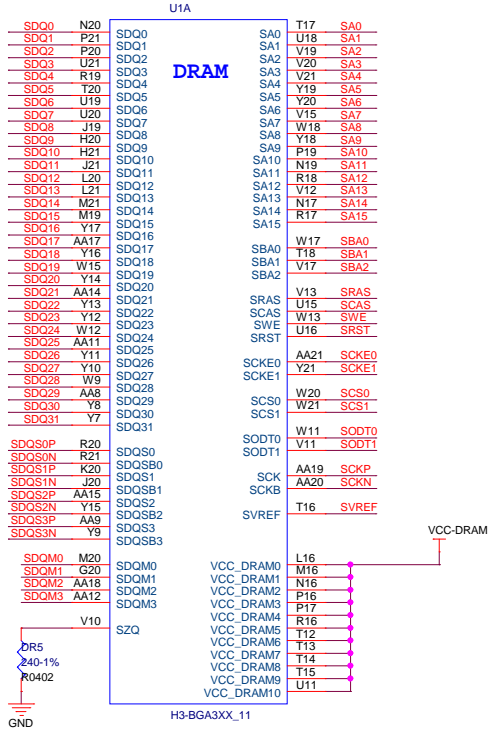 U1A
DRAM
SDQ0 N20 SDQ0 SA0 T17 SA0
SDQ1 P21 SDQ1 SA1 U18 SA1
SDQ2 P20 SDQ2 SA2 V19 SA2
SDQ3 U21 SDQ3 SA3 V20 SA3
SDQ4 R19 SDQ4 SA4 V21 SA4
SDQ5 T20 SDQ5 SA5 Y19 SA5
SDQ6 U19 SDQ6 SA6 Y20 SA6
SDQ7 U20 SDQ7 SA7 V15 SA7
SDQ8 J19 SDQ8 SA8 W18 SA8
SDQ9 H20 SDQ9 SA9 Y18 SA9
SDQ10 H21 SDQ10 SA10 P19 SA10
SDQ11 J21 SDQ11 SA11 N19 SA11
SDQ12 L20 SDQ12 SA12 R18 SA12
SDQ13 L21 SDQ13 SA13 V12 SA13
SDQ14 M21 SDQ14 SA14 N17 SA14
SDQ15 M19 SDQ15 SA15 R17 SA15
SDQ16 Y17 SDQ16
SDQ17 AA17 SDQ17 SBA0 W17 SBA0
SDQ18 Y16 SDQ18 SBA1 T18 SBA1
SDQ19 W15 SDQ19 SBA2 V17 SBA2
SDQ20 Y14 SDQ20
SDQ21 AA14 SDQ21 SRAS V13 SRAS
SDQ22 Y13 SDQ22 SCAS U15 SCAS
SDQ23 Y12 SDQ23 SWE W13 SWE
SDQ24 W12 SDQ24 SRST U16 SRST
SDQ25 AA11 SDQ25
SDQ26 Y11 SDQ26 SCKE0 AA21 SCKE0
SDQ27 Y10 SDQ27 SCKE1 Y21 SCKE1
SDQ28 W9 SDQ28
SDQ29 AA8 SDQ29 SCS0 W20 SCS0
SDQ30 Y8 SDQ30 SCS1 W21 SCS1
SDQ31 Y7 SDQ31
SODT0 W11 SODT0
SDQS0P R20 SDQS0 SODT1 V11 SODT1
SDQS0N R21 SDQSB0
SDQS1P K20 SDQS1 SCK AA19 SCKP
SDQS1N J20 SDQSB1 SCKB AA20 SCKN
SDQS2P AA15 SDQS2
SDQS2N Y15 SDQSB2 SVREF T16 SVREF
SDQS3P AA9 SDQS3
SDQS3N Y9 SDQSB3
VCC-DRAM
SDQM0 M20 SDQM0 VCC_DRAM0 L16
SDQM1 G20 SDQM1 VCC_DRAM1 M16
SDQM2 AA18 SDQM2 VCC_DRAM2 N16
SDQM3 AA12 SDQM3 VCC_DRAM3 P16
VCC_DRAM4 P17
V10 SZQ VCC_DRAM5 R16
VCC_DRAM6 T12
DR5 VCC_DRAM7 T13
240-1% VCC_DRAM8 T14
R0402 VCC_DRAM9 T15
VCC_DRAM10 U11
GND
H3-BGA3XX_11